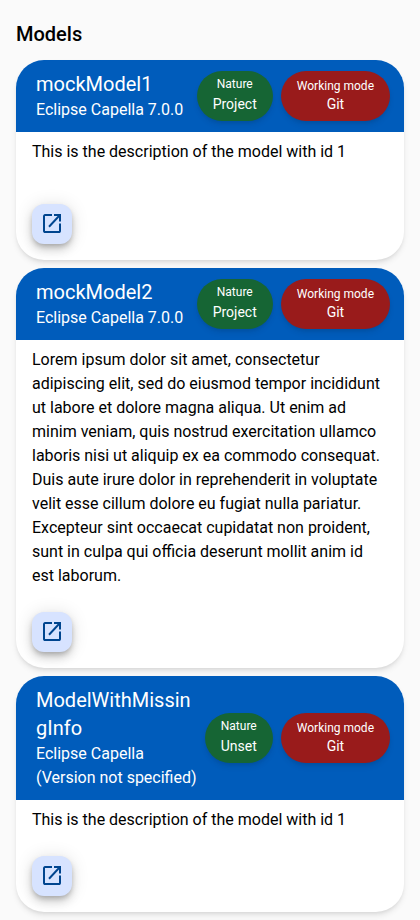 Models
mockModel1
Eclipse Capella 7.0.0
Nature
Project
Working mode
Git
This is the description of the model with id 1
mockModel2
Eclipse Capella 7.0.0
Nature
Project
Working mode
Git
Lorem ipsum dolor sit amet, consectetur
adipiscing elit, sed do eiusmod tempor incididunt
ut labore et dolore magna aliqua. Ut enim ad
minim veniam, quis nostrud exercitation ullamco
laboris nisi ut aliquip ex ea commodo consequat.
Duis aute irure dolor in reprehenderit in voluptate
velit esse cillum dolore eu fugiat nulla pariatur.
Excepteur sint occaecat cupidatat non proident,
sunt in culpa qui officia deserunt mollit anim id
est laborum.
ModelWithMissin
gInfo
Eclipse Capella
(Version not specified)
Nature
Unset
Working mode
Git
This is the description of the model with id 1